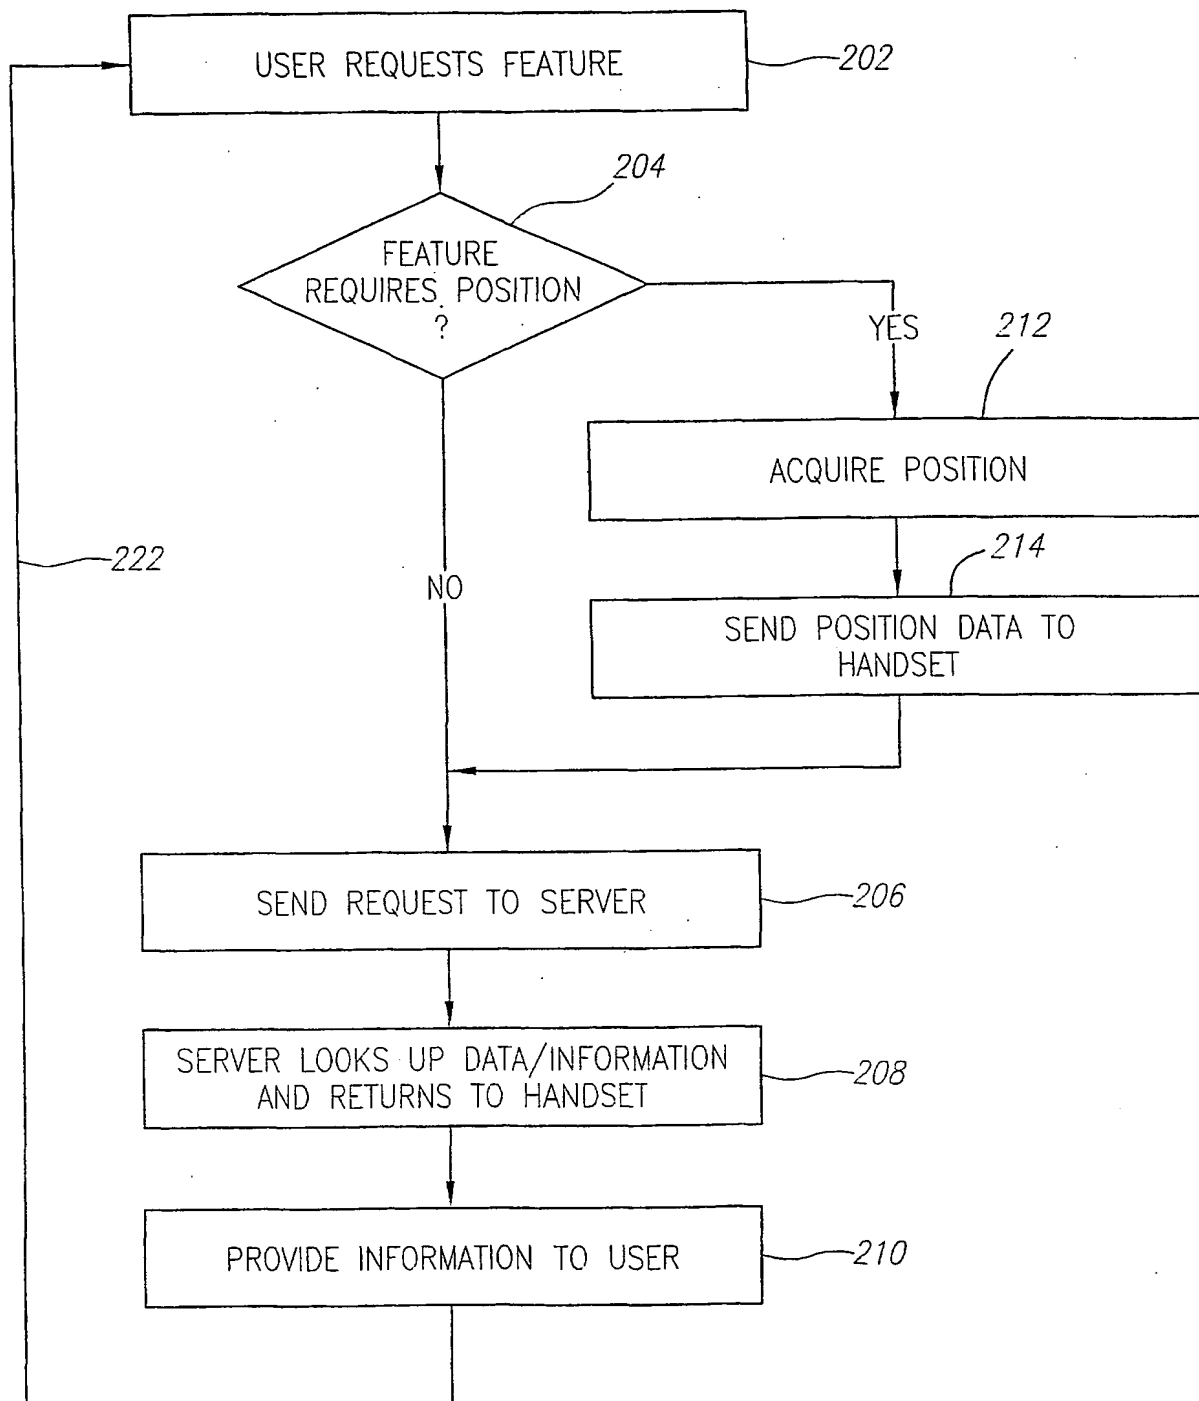 USER REQUESTS FEATURE
202
204
FEATURE
REQUIRES POSITION
?
YES
212
ACQUIRE POSITION
222
214
NO
SEND POSITION DATA TO
HANDSET
SEND REQUEST TO SERVER
206
SERVER LOOKS UP DATA/INFORMATION
AND RETURNS TO HANDSET
208
PROVIDE INFORMATION TO USER
210